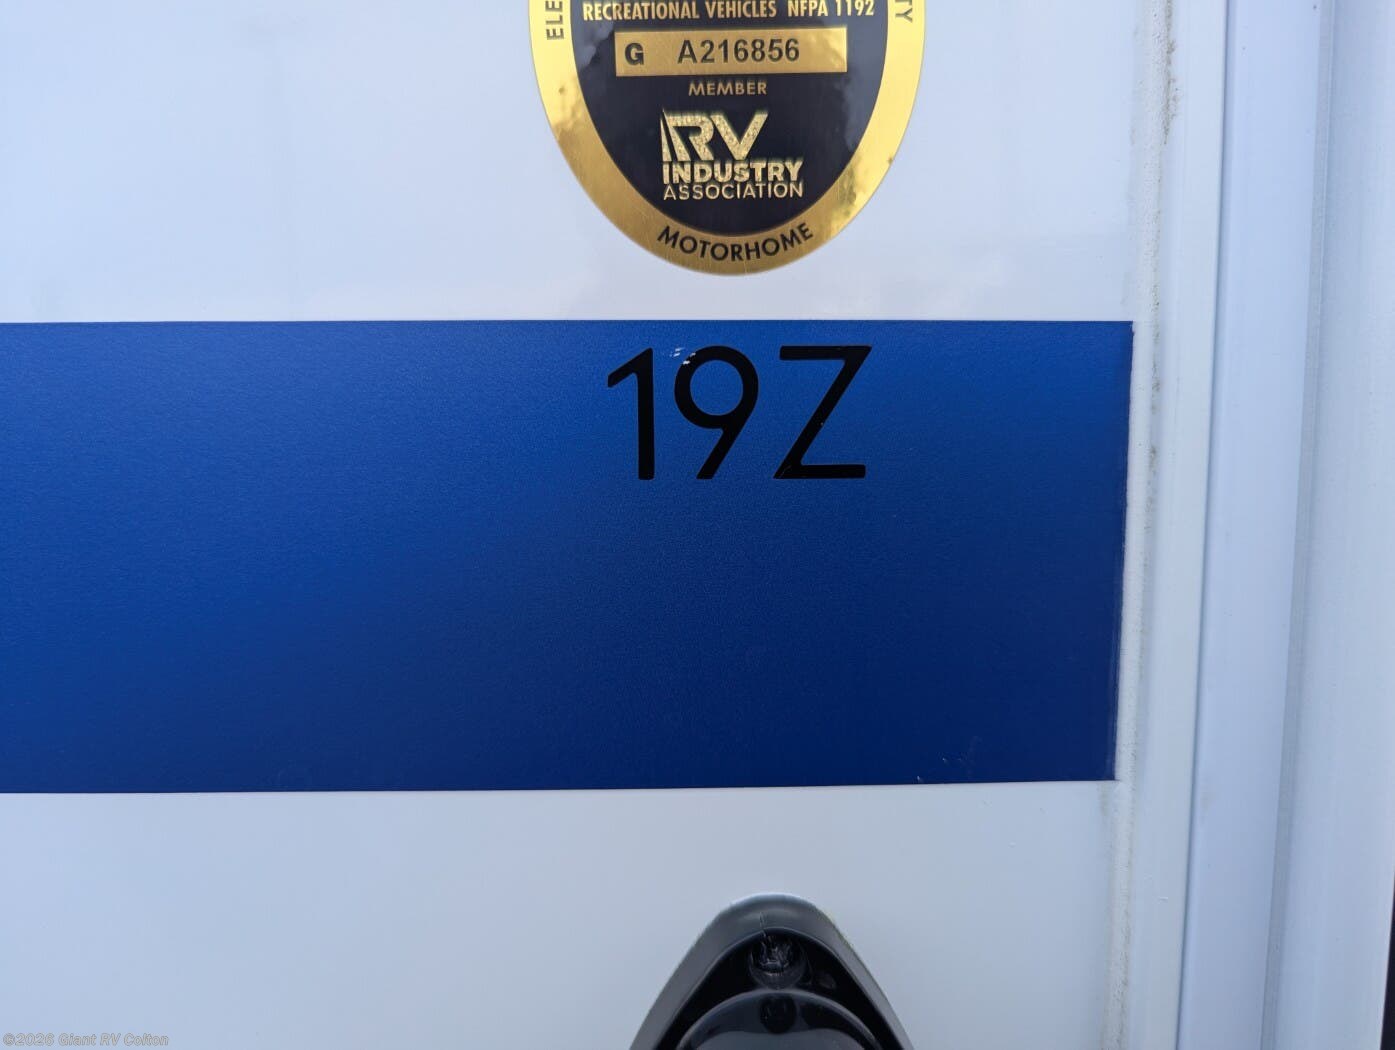 RECREATIONAL VEHICLES NFPA 1192
G A216856
MEMBER
RV
INDUSTRY
ASSOCIATION
MOTORHOME
19Z
©2026 Giant RV Colton